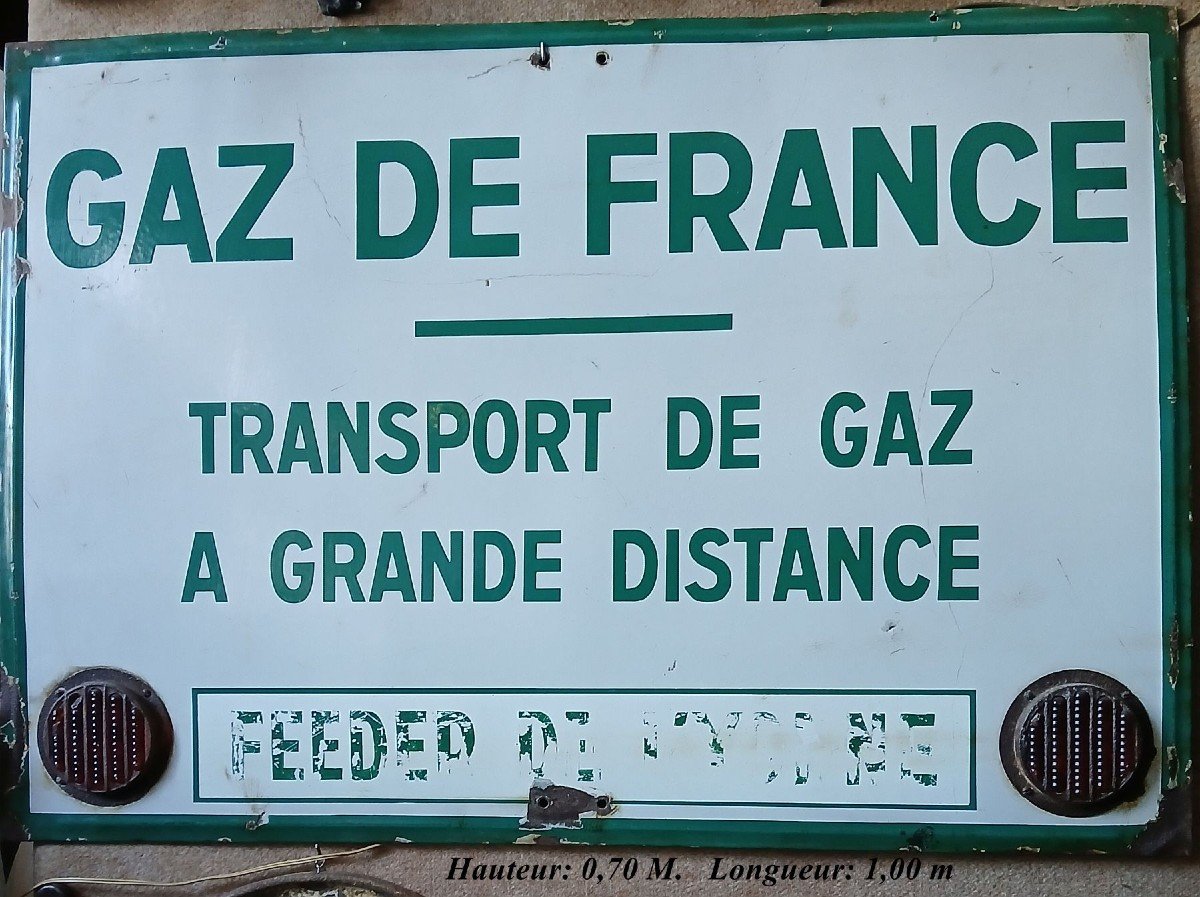 GAZ DE FRANCE
TRANSPORT DE GAZ
A GRANDE DISTANCE
FEEDER DE
Hauteur: 0,70 M. Longueur: 1,00 m